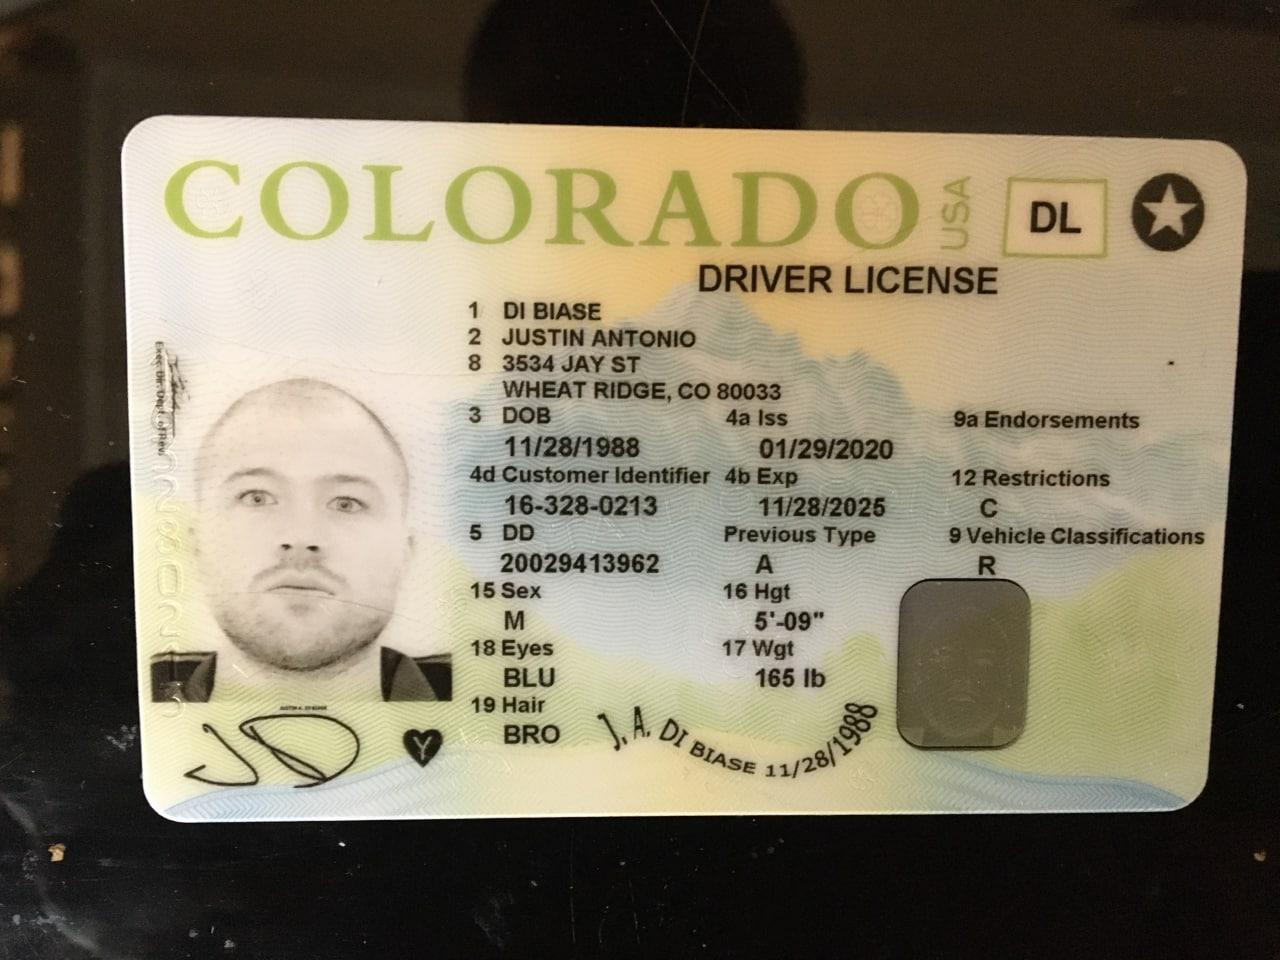 COLORADO USA DL
DRIVER LICENSE
1 DI BIASE
2 JUSTIN ANTONIO
8 3534 JAY ST
WHEAT RIDGE, CO 80033
3 DOB 4a Iss 9a Endorsements
11/28/1988 01/29/2020
4d Customer Identifier 4b Exp 12 Restrictions
16-328-0213 11/28/2025 C
5 DD Previous Type 9 Vehicle Classifications
20029413962 A R
15 Sex 16 Hgt
M 5'-09"
18 Eyes 17 Wgt
BLU 165 lb
19 Hair
BRO
J. A. DI BIASE 11/28/1988
JD
Y